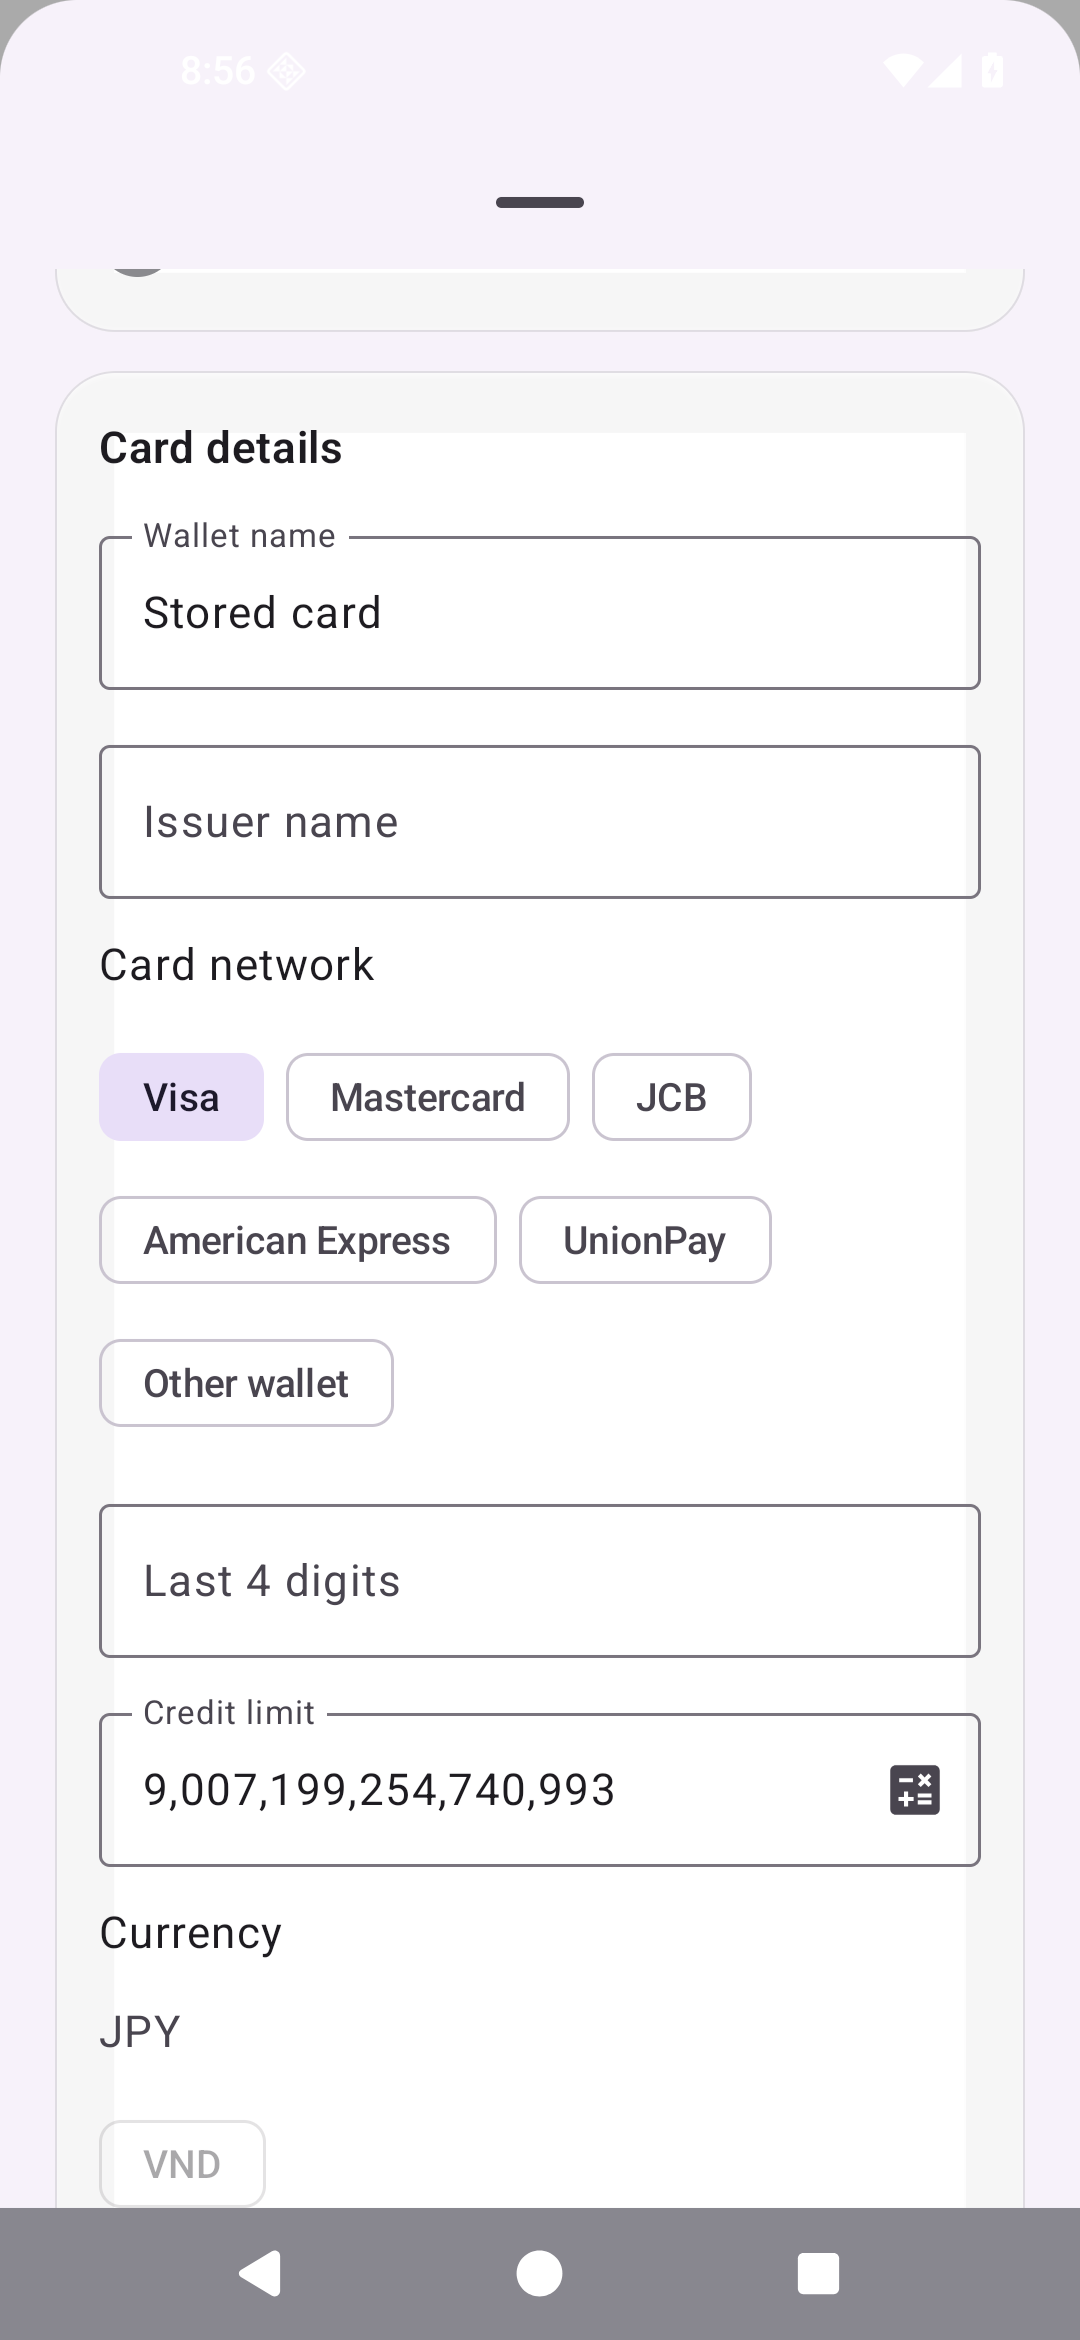 8:56
Card details
Wallet name
Stored card
Issuer name
Card network
Visa
Mastercard
JCB
American Express
UnionPay
Other wallet
Last 4 digits
Credit limit
9,007,199,254,740,993
Currency
JPY
VND